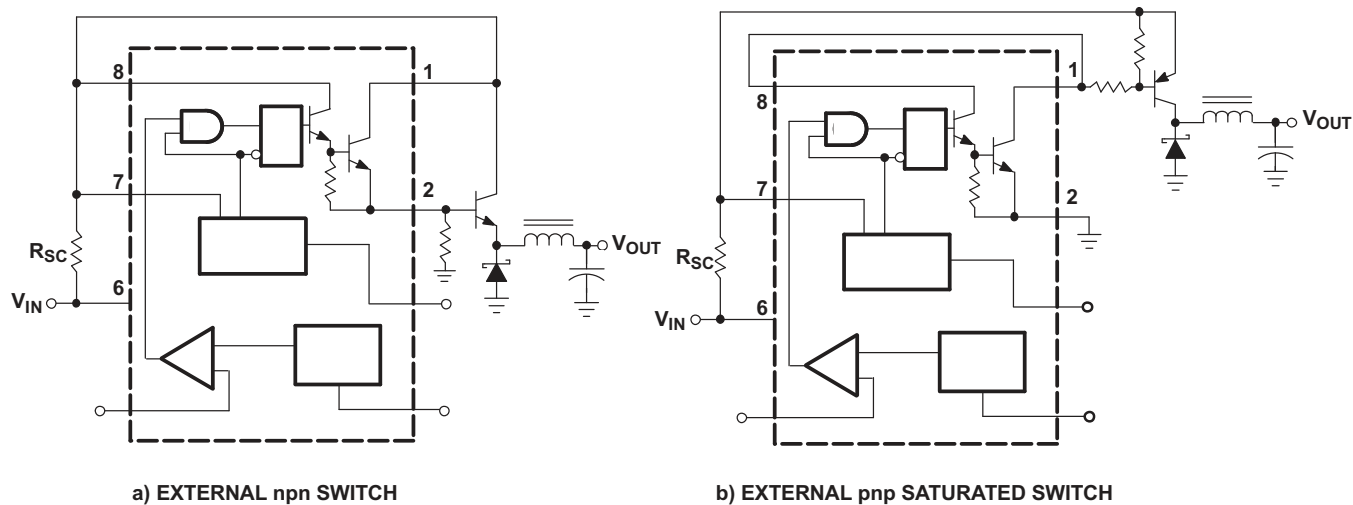 8
1
7
2
RSC
VOUT
VIN
6
a) EXTERNAL npn SWITCH
1
8
VOUT
7
2
RSC
VIN
6
b) EXTERNAL pnp SATURATED SWITCH